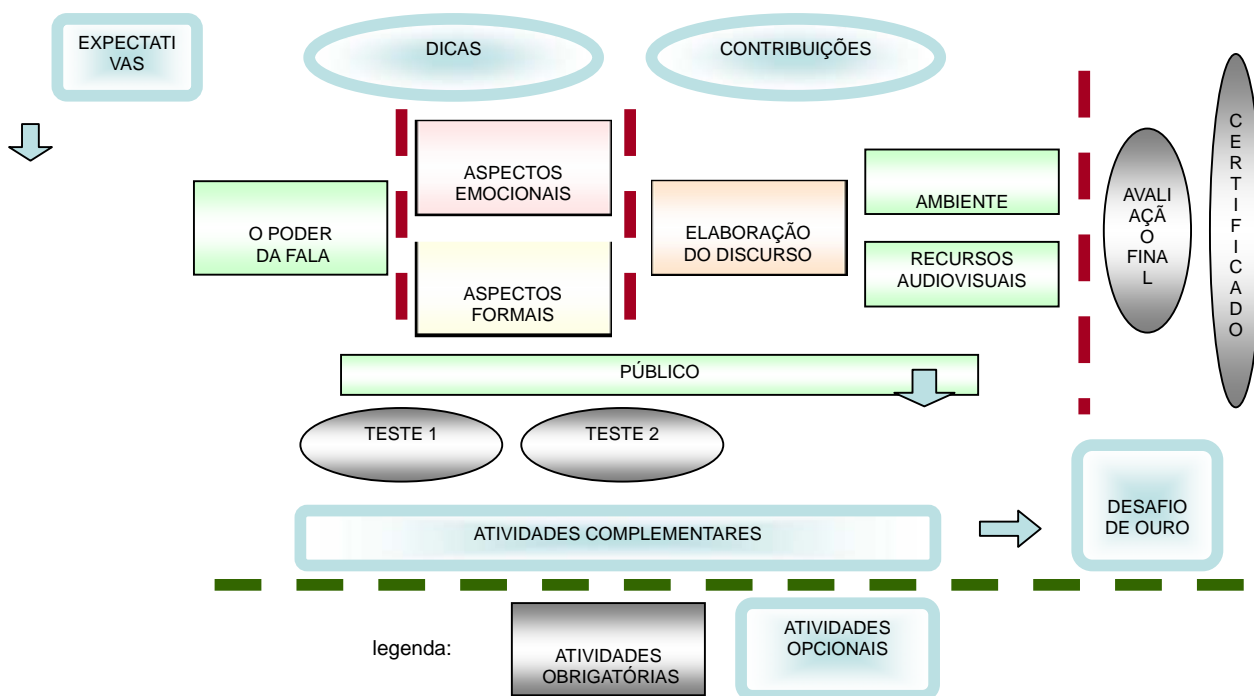 EXPECTATI
VAS
DICAS
CONTRIBUIÇÕES
O PODER
DA FALA
ASPECTOS
EMOCIONAIS
ASPECTOS
FORMAIS
ELABORAÇÃO
DO DISCURSO
AMBIENTE
RECURSOS
AUDIOVISUAIS
AVALI
AÇÃ
O
FINA
L
C
E
R
T
I
F
I
C
A
D
O
PÚBLICO
TESTE 1
TESTE 2
ATIVIDADES COMPLEMENTARES
DESAFIO
DE OURO
legenda:
ATIVIDADES
OBRIGATÓRIAS
ATIVIDADES
OPCIONAIS